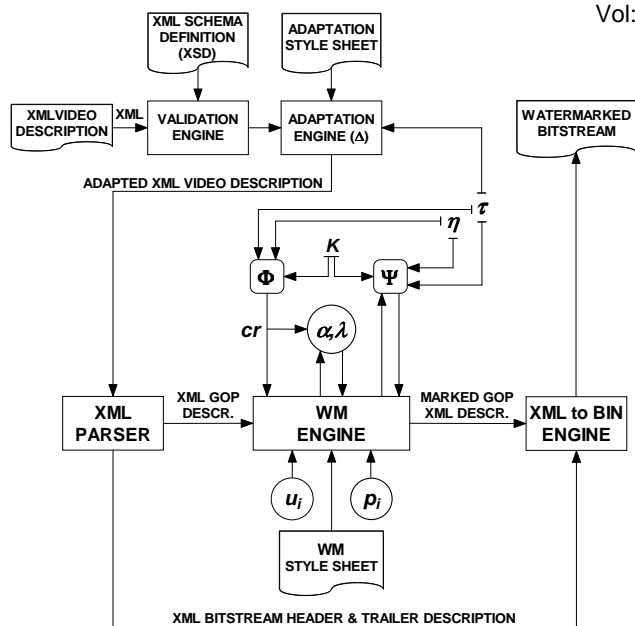 Vol:
XML SCHEMA
DEFINITION
(XSD)
ADAPTATION
STYLE SHEET
XMLVIDEO
DESCRIPTION
XML
VALIDATION
ENGINE
ADAPTATION
ENGINE (Δ)
WATERMARKED
BITSTREAM
ADAPTED XML VIDEO DESCRIPTION
τ
η
K
Φ
Ψ
cr
α,λ
XML
PARSER
XML GOP
DESCR.
WM
ENGINE
MARKED GOP
XML DESCR.
XML to BIN
ENGINE
ui
pi
WM
STYLE SHEET
XML BITSTREAM HEADER & TRAILER DESCRIPTION